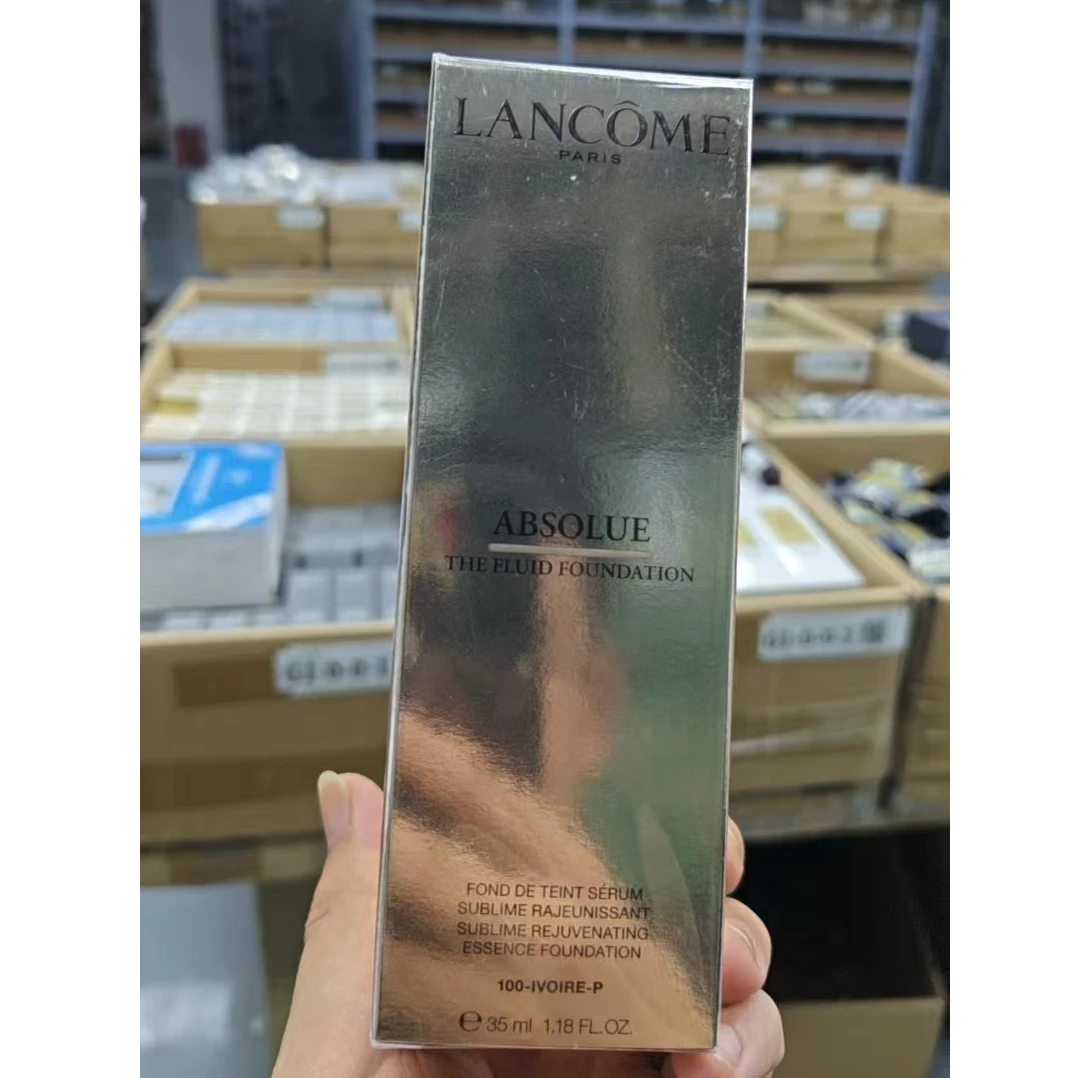 LANCÔME
PARIS
ABSOLUE
THE FLUID FOUNDATION
FOND DE TEINT SÉRUM
SUBLIME RAJEUNISSANT
SUBLIME REJUVENATING
ESSENCE FOUNDATION
100-IVOIRE-P
℮ 35 ml 1.18 FL.OZ.